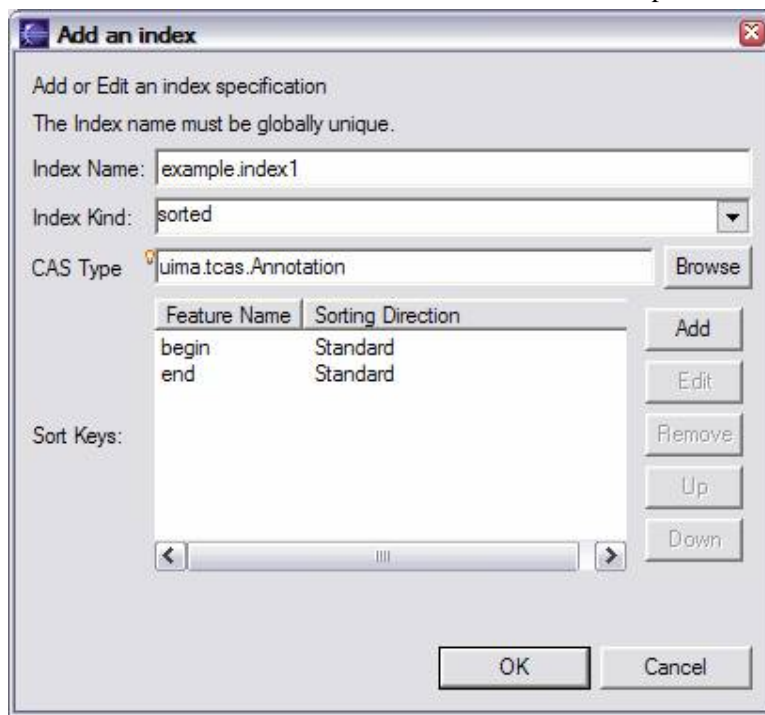 Add an index
Add or Edit an index specification
The Index name must be globally unique.
Index Name: example.index1
Index Kind: sorted
CAS Type uima.tcas.Annotation Browse
Feature Name Sorting Direction
Add
begin Standard
end Standard
Edit
Sort Keys:
Remove
Up
Down
OK Cancel